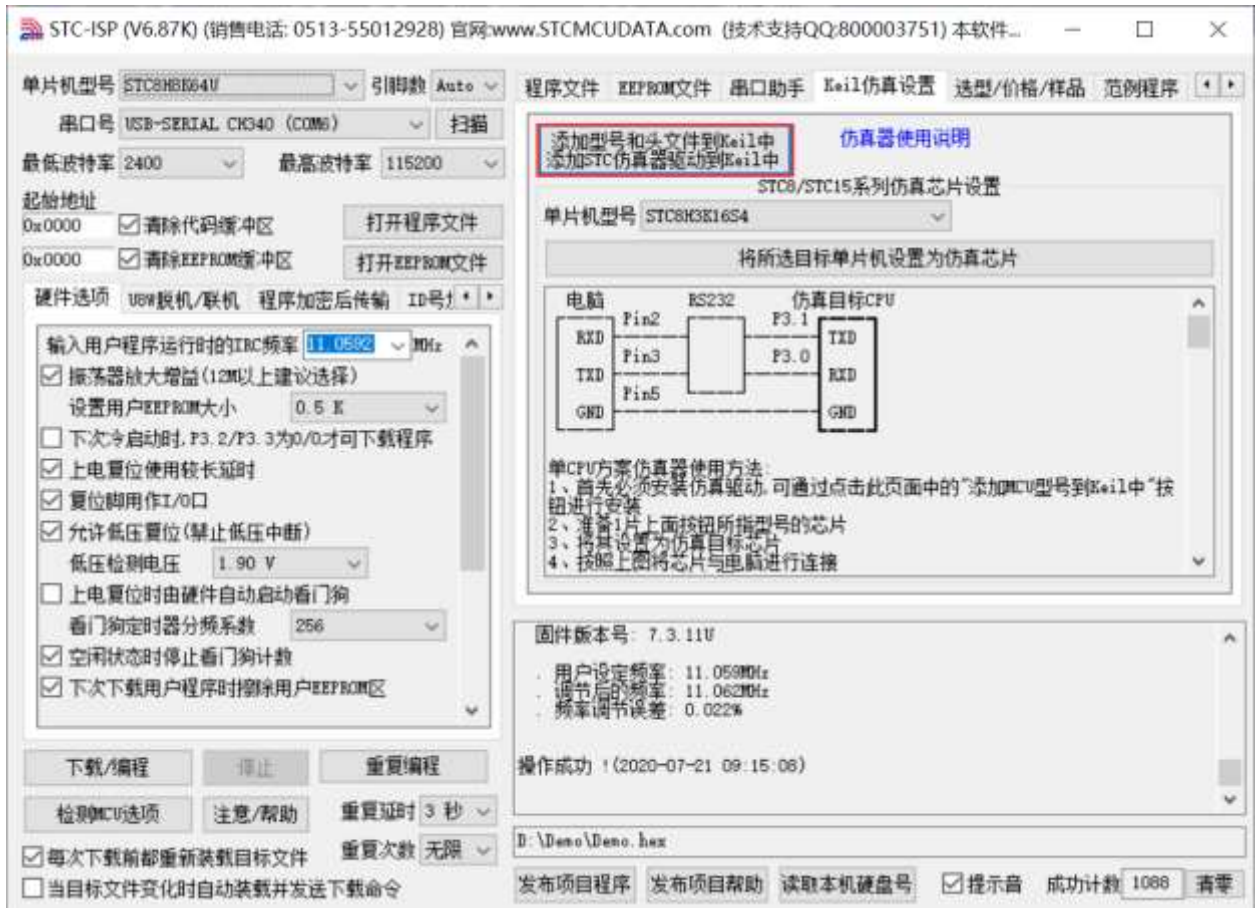 STC-ISP (V6.87K) (销售电话: 0513-55012928) 官网:www.STCMCUDATA.com (技术支持QQ:800003751) 本软件...
单片机型号 STC8H8K64U 引脚数 Auto
串口号 USB-SERIAL CH340 (COM6) 扫描
最低波特率 2400 最高波特率 115200
起始地址
0x0000 清除代码缓冲区 打开程序文件
0x0000 清除EEPROM缓冲区 打开EEPROM文件
硬件选项 U8W脱机/联机 程序加密后传输 ID号
输入用户程序运行时的IRC频率 11.0592 MHz
振荡器放大增益(12M以上建议选择)
设置用户EEPROM大小 0.5 K
下次冷启动时,P3.2/P3.3为0/0才可下载程序
上电复位使用较长延时
复位脚用作I/O口
允许低压复位(禁止低压中断)
低压检测电压 1.90 V
上电复位时由硬件自动启动看门狗
看门狗定时器分频系数 256
空闲状态时停止看门狗计数
下次下载用户程序时擦除用户EEPROM区
下载/编程 停止 重复编程
检测MCU选项 注意/帮助 重复延时 3 秒
每次下载前都重新装载目标文件 重复次数 无限
当目标文件变化时自动装载并发送下载命令
程序文件 EEPROM文件 串口助手 Keil仿真设置 选型/价格/样品 范例程序
添加型号和头文件到Keil中
添加STC仿真器驱动到Keil中
仿真器使用说明
STC8/STC15系列仿真芯片设置
单片机型号 STC8H3K16S4
将所选目标单片机设置为仿真芯片
电脑 RS232 仿真目标CPU
Pin2 P3.1
RXD TXD
Pin3 P3.0
TXD RXD
Pin5
GND GND
单CPU方案仿真器使用方法:
1、首先必须安装仿真驱动,可通过点击此页面中的"添加MCU型号到Keil中"按
钮进行安装
2、准备1片上面按钮所指型号的芯片
3、将其设置为仿真目标芯片
4、按照上图将芯片与电脑进行连接
固件版本号: 7.3.11U
. 用户设定频率: 11.059MHz
. 调节后的频率: 11.062MHz
. 频率调节误差: 0.022%
操作成功 !(2020-07-21 09:15:08)
D:\Demo\Demo.hex
发布项目程序 发布项目帮助 读取本机硬盘号 提示音 成功计数 1088 清零